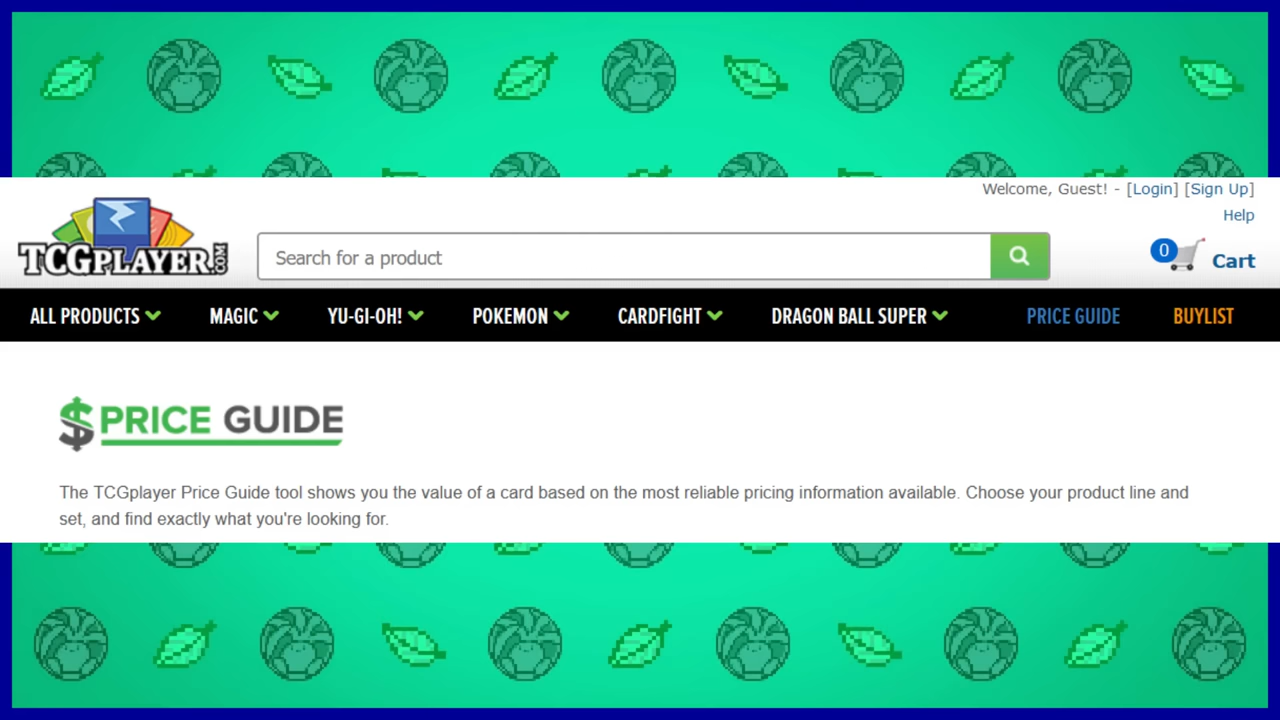 Welcome, Guest! - [Login] [Sign Up]
Help
TCGPLAYER.COM
Search for a product
0 Cart
ALL PRODUCTS MAGIC YU-GI-OH! POKEMON CARDFIGHT DRAGON BALL SUPER PRICE GUIDE BUYLIST
$ PRICE GUIDE
The TCGplayer Price Guide tool shows you the value of a card based on the most reliable pricing information available. Choose your product line and
set, and find exactly what you're looking for.